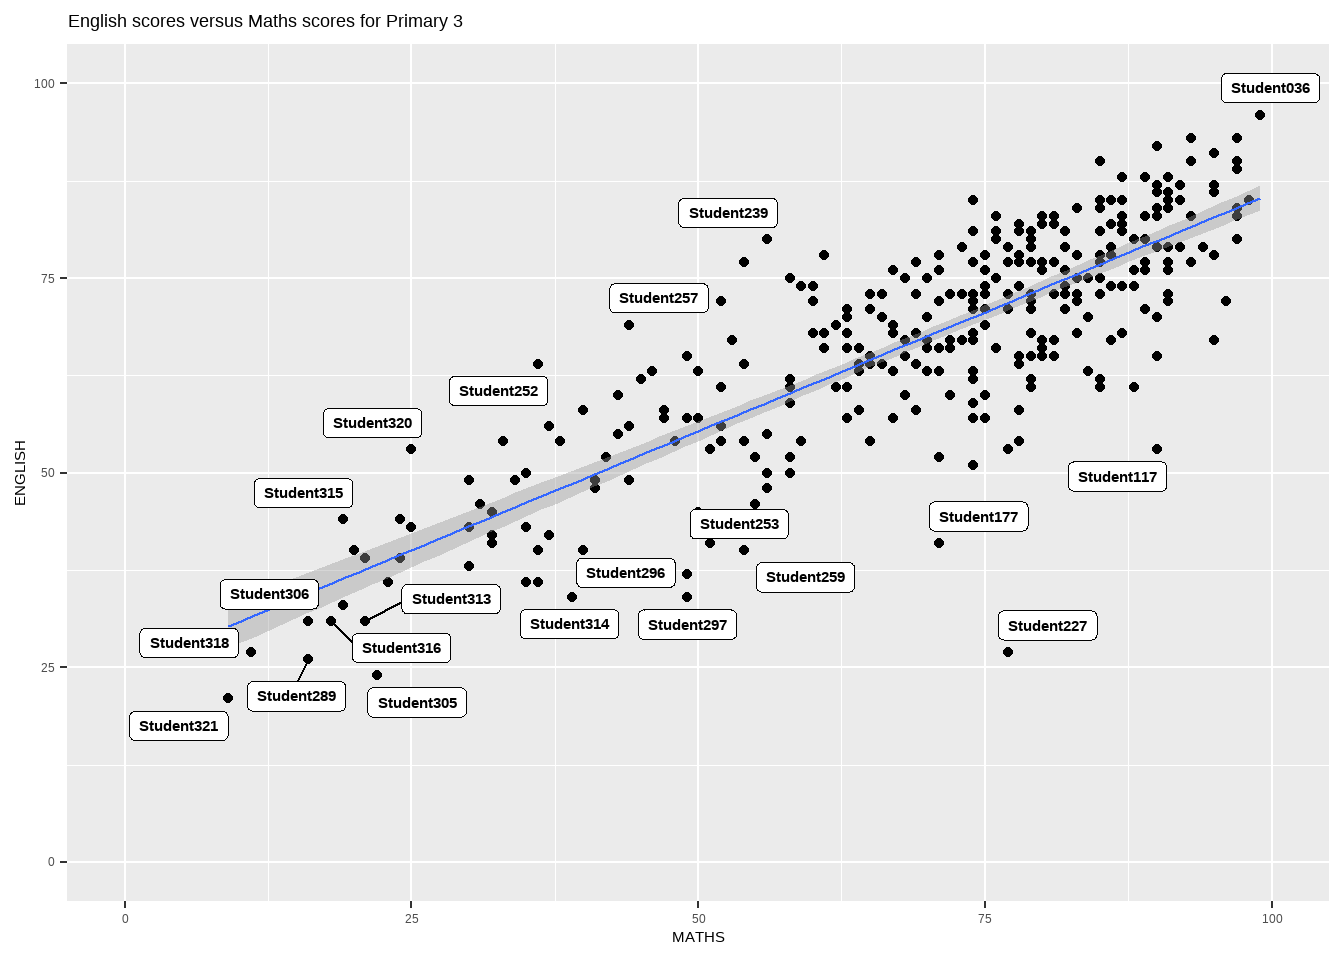 English scores versus Maths scores for Primary 3
100
Student036
Student239
75
Student257
Student252
Student320
50
Student117
Student315
Student177
Student253
Student296
Student259
Student306
Student313
Student314
Student297
Student227
Student318
Student316
25
Student289
Student305
Student321
0
ENGLISH
0
25
50
75
100
MATHS